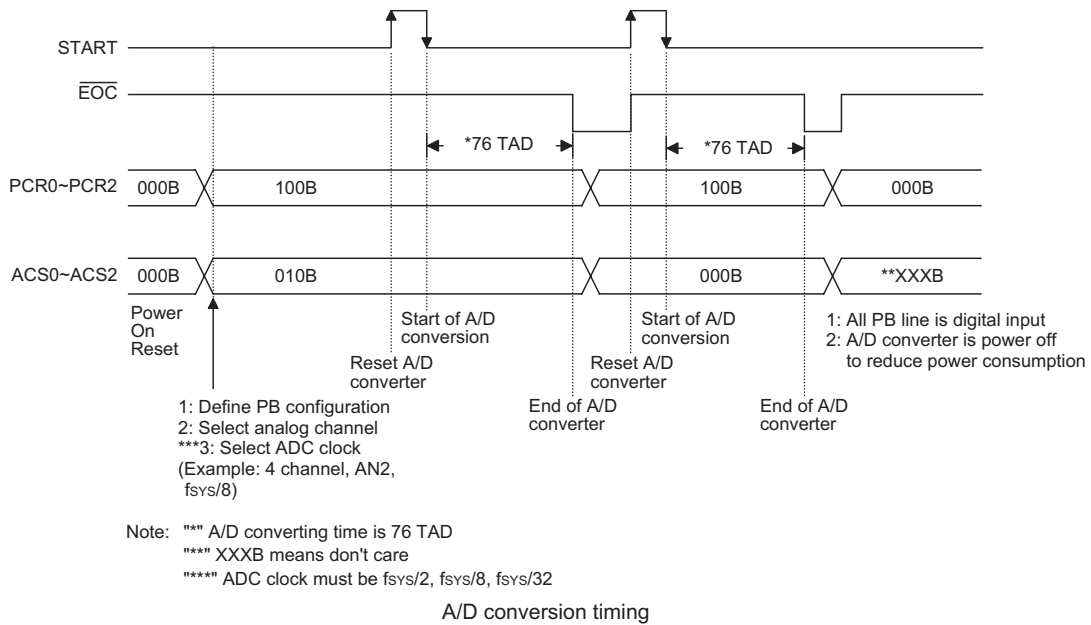 START
EOC
*76 TAD
*76 TAD
PCR0~PCR2
000B
100B
100B
000B
ACS0~ACS2
000B
010B
000B
**XXXB
Power
On
Reset
Start of A/D
conversion
Start of A/D
conversion
1: All PB line is digital input
2: A/D converter is power off
to reduce power consumption
Reset A/D
converter
Reset A/D
converter
1: Define PB configuration
2: Select analog channel
***3: Select ADC clock
(Example: 4 channel, AN2,
fSYS/8)
End of A/D
converter
End of A/D
converter
Note: "*" A/D converting time is 76 TAD
"**" XXXB means don't care
"***" ADC clock must be fSYS/2, fSYS/8, fSYS/32
A/D conversion timing